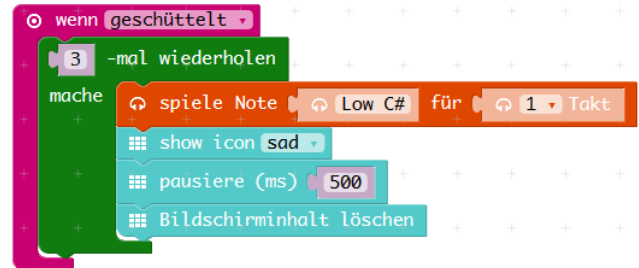 wenn geschüttelt
3 -mal wiederholen
mache spiele Note Low C# für 1 Takt
show icon sad
pausiere (ms) 500
Bildschirminhalt löschen